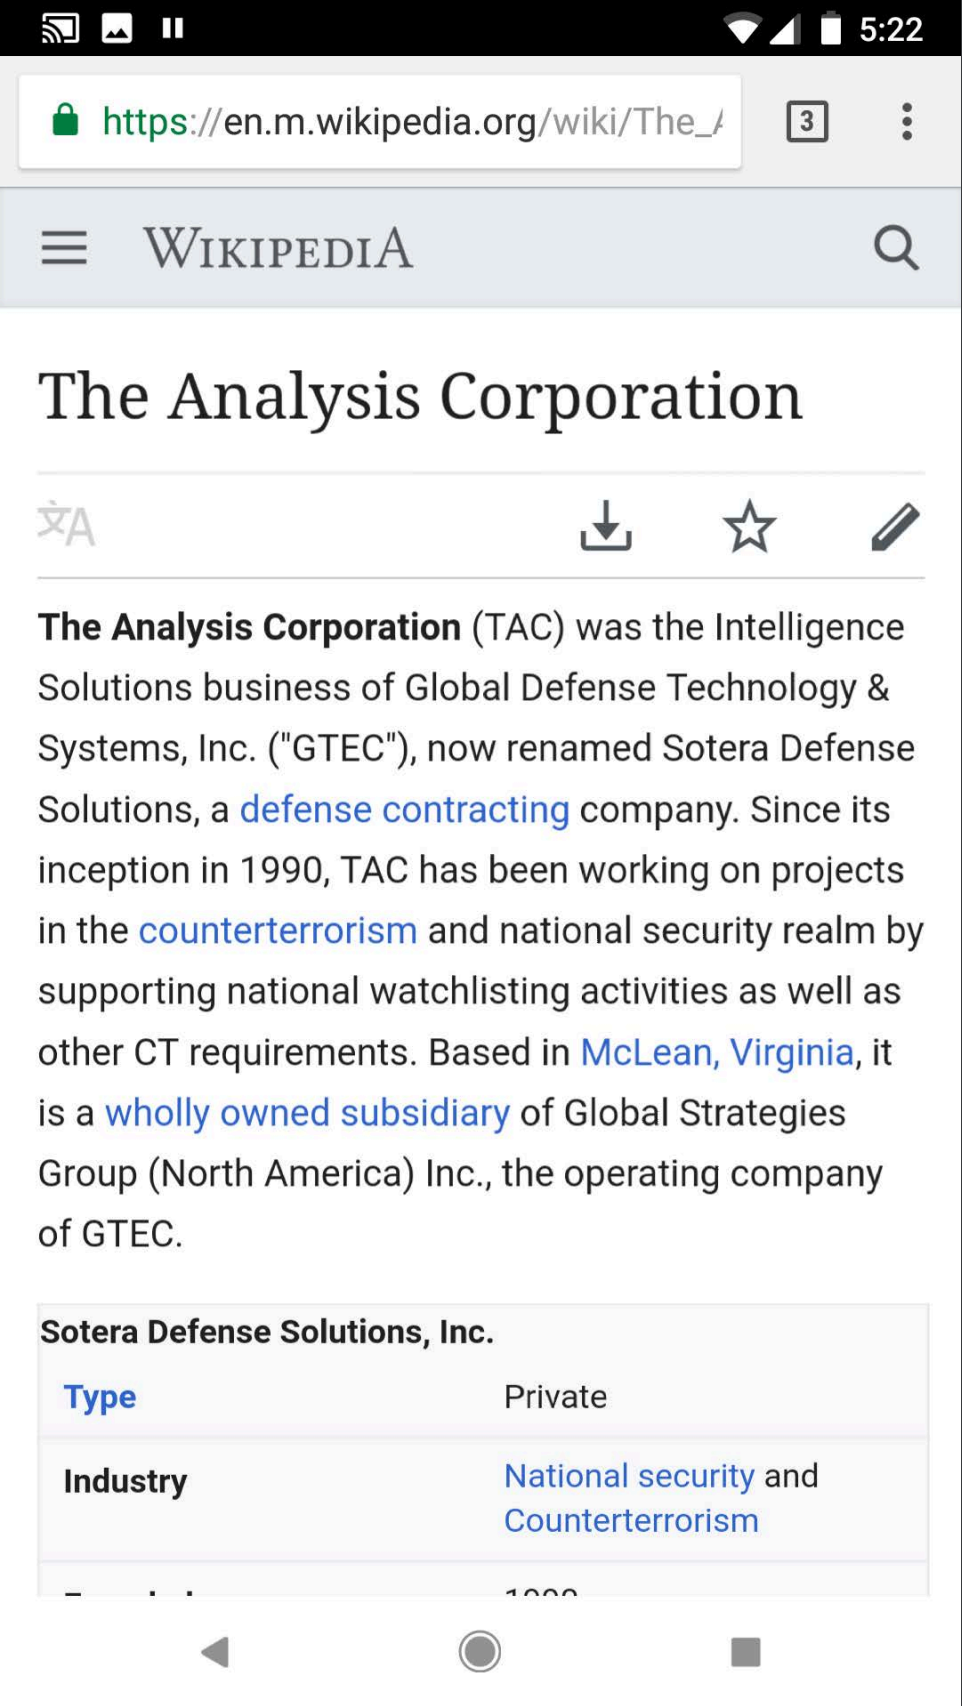 5:22
https://en.m.wikipedia.org/wiki/The_
3
WIKIPEDIA
The Analysis Corporation
文A
The Analysis Corporation (TAC) was the Intelligence
Solutions business of Global Defense Technology &
Systems, Inc. ("GTEC"), now renamed Sotera Defense
Solutions, a defense contracting company. Since its
inception in 1990, TAC has been working on projects
in the counterterrorism and national security realm by
supporting national watchlisting activities as well as
other CT requirements. Based in McLean, Virginia, it
is a wholly owned subsidiary of Global Strategies
Group (North America) Inc., the operating company
of GTEC.
Sotera Defense Solutions, Inc.
Type Private
Industry National security and
Counterterrorism